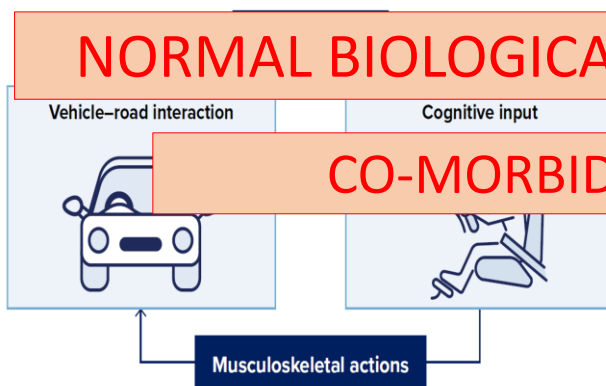 NORMAL BIOLOGICA
Vehicle–road interaction
Cognitive input
CO-MORBID
Musculoskeletal actions